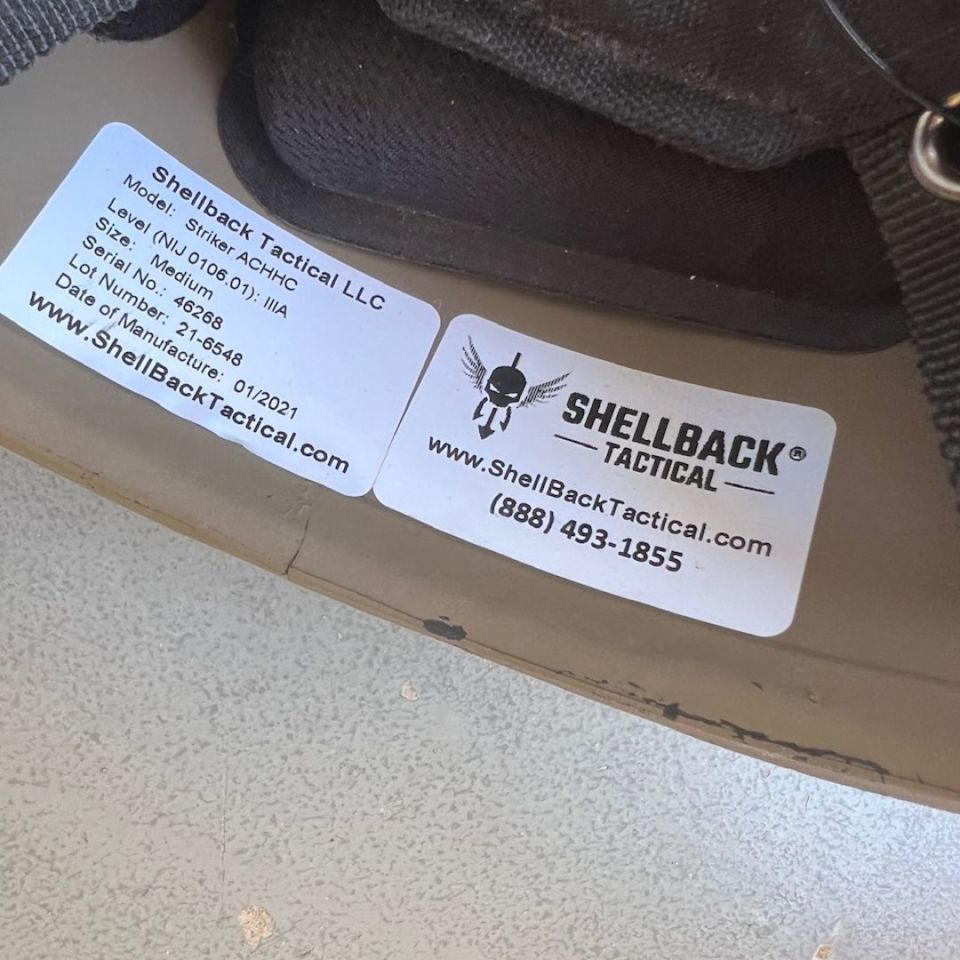 Shellback Tactical LLC
Model: Striker ACHHC
Level (NIJ 0106.01): IIIA
Size: Medium
Serial No.: 46268
Lot Number: 21-6548
Date of Manufacture: 01/2021
www.ShellBackTactical.com
SHELLBACK®
TACTICAL
www.ShellBackTactical.com
(888) 493-1855